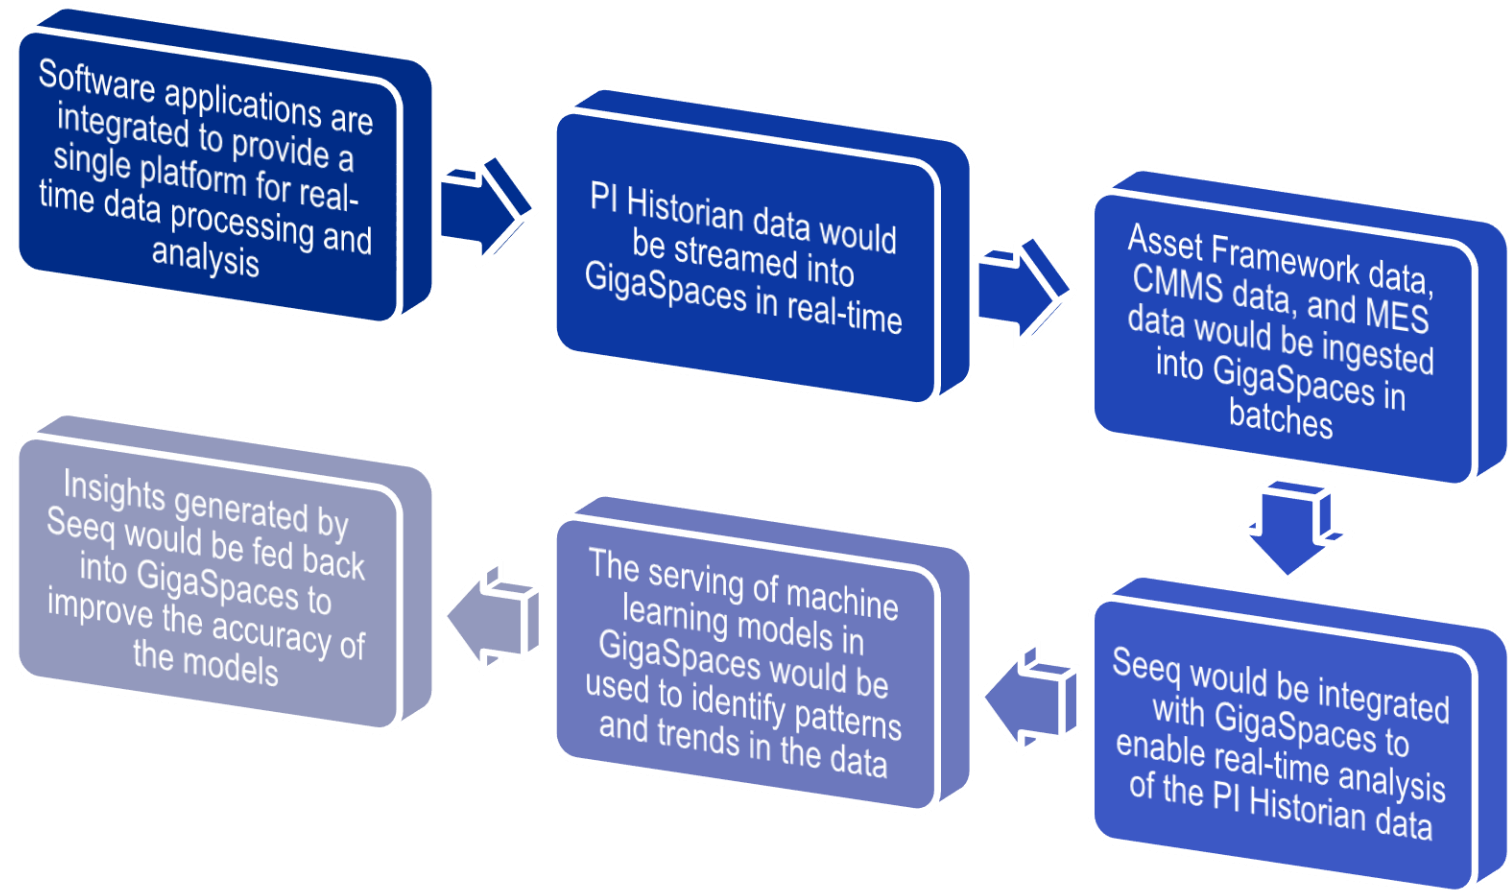 Software applications are
integrated to provide a
single platform for real-
time data processing and
analysis
PI Historian data would
be streamed into
GigaSpaces in real-time
Asset Framework data,
CMMS data, and MES
data would be ingested
into GigaSpaces in
batches
Seeq would be integrated
with GigaSpaces to
enable real-time analysis
of the PI Historian data
The serving of machine
learning models in
GigaSpaces would be
used to identify patterns
and trends in the data
Insights generated by
Seeq would be fed back
into GigaSpaces to
improve the accuracy of
the models